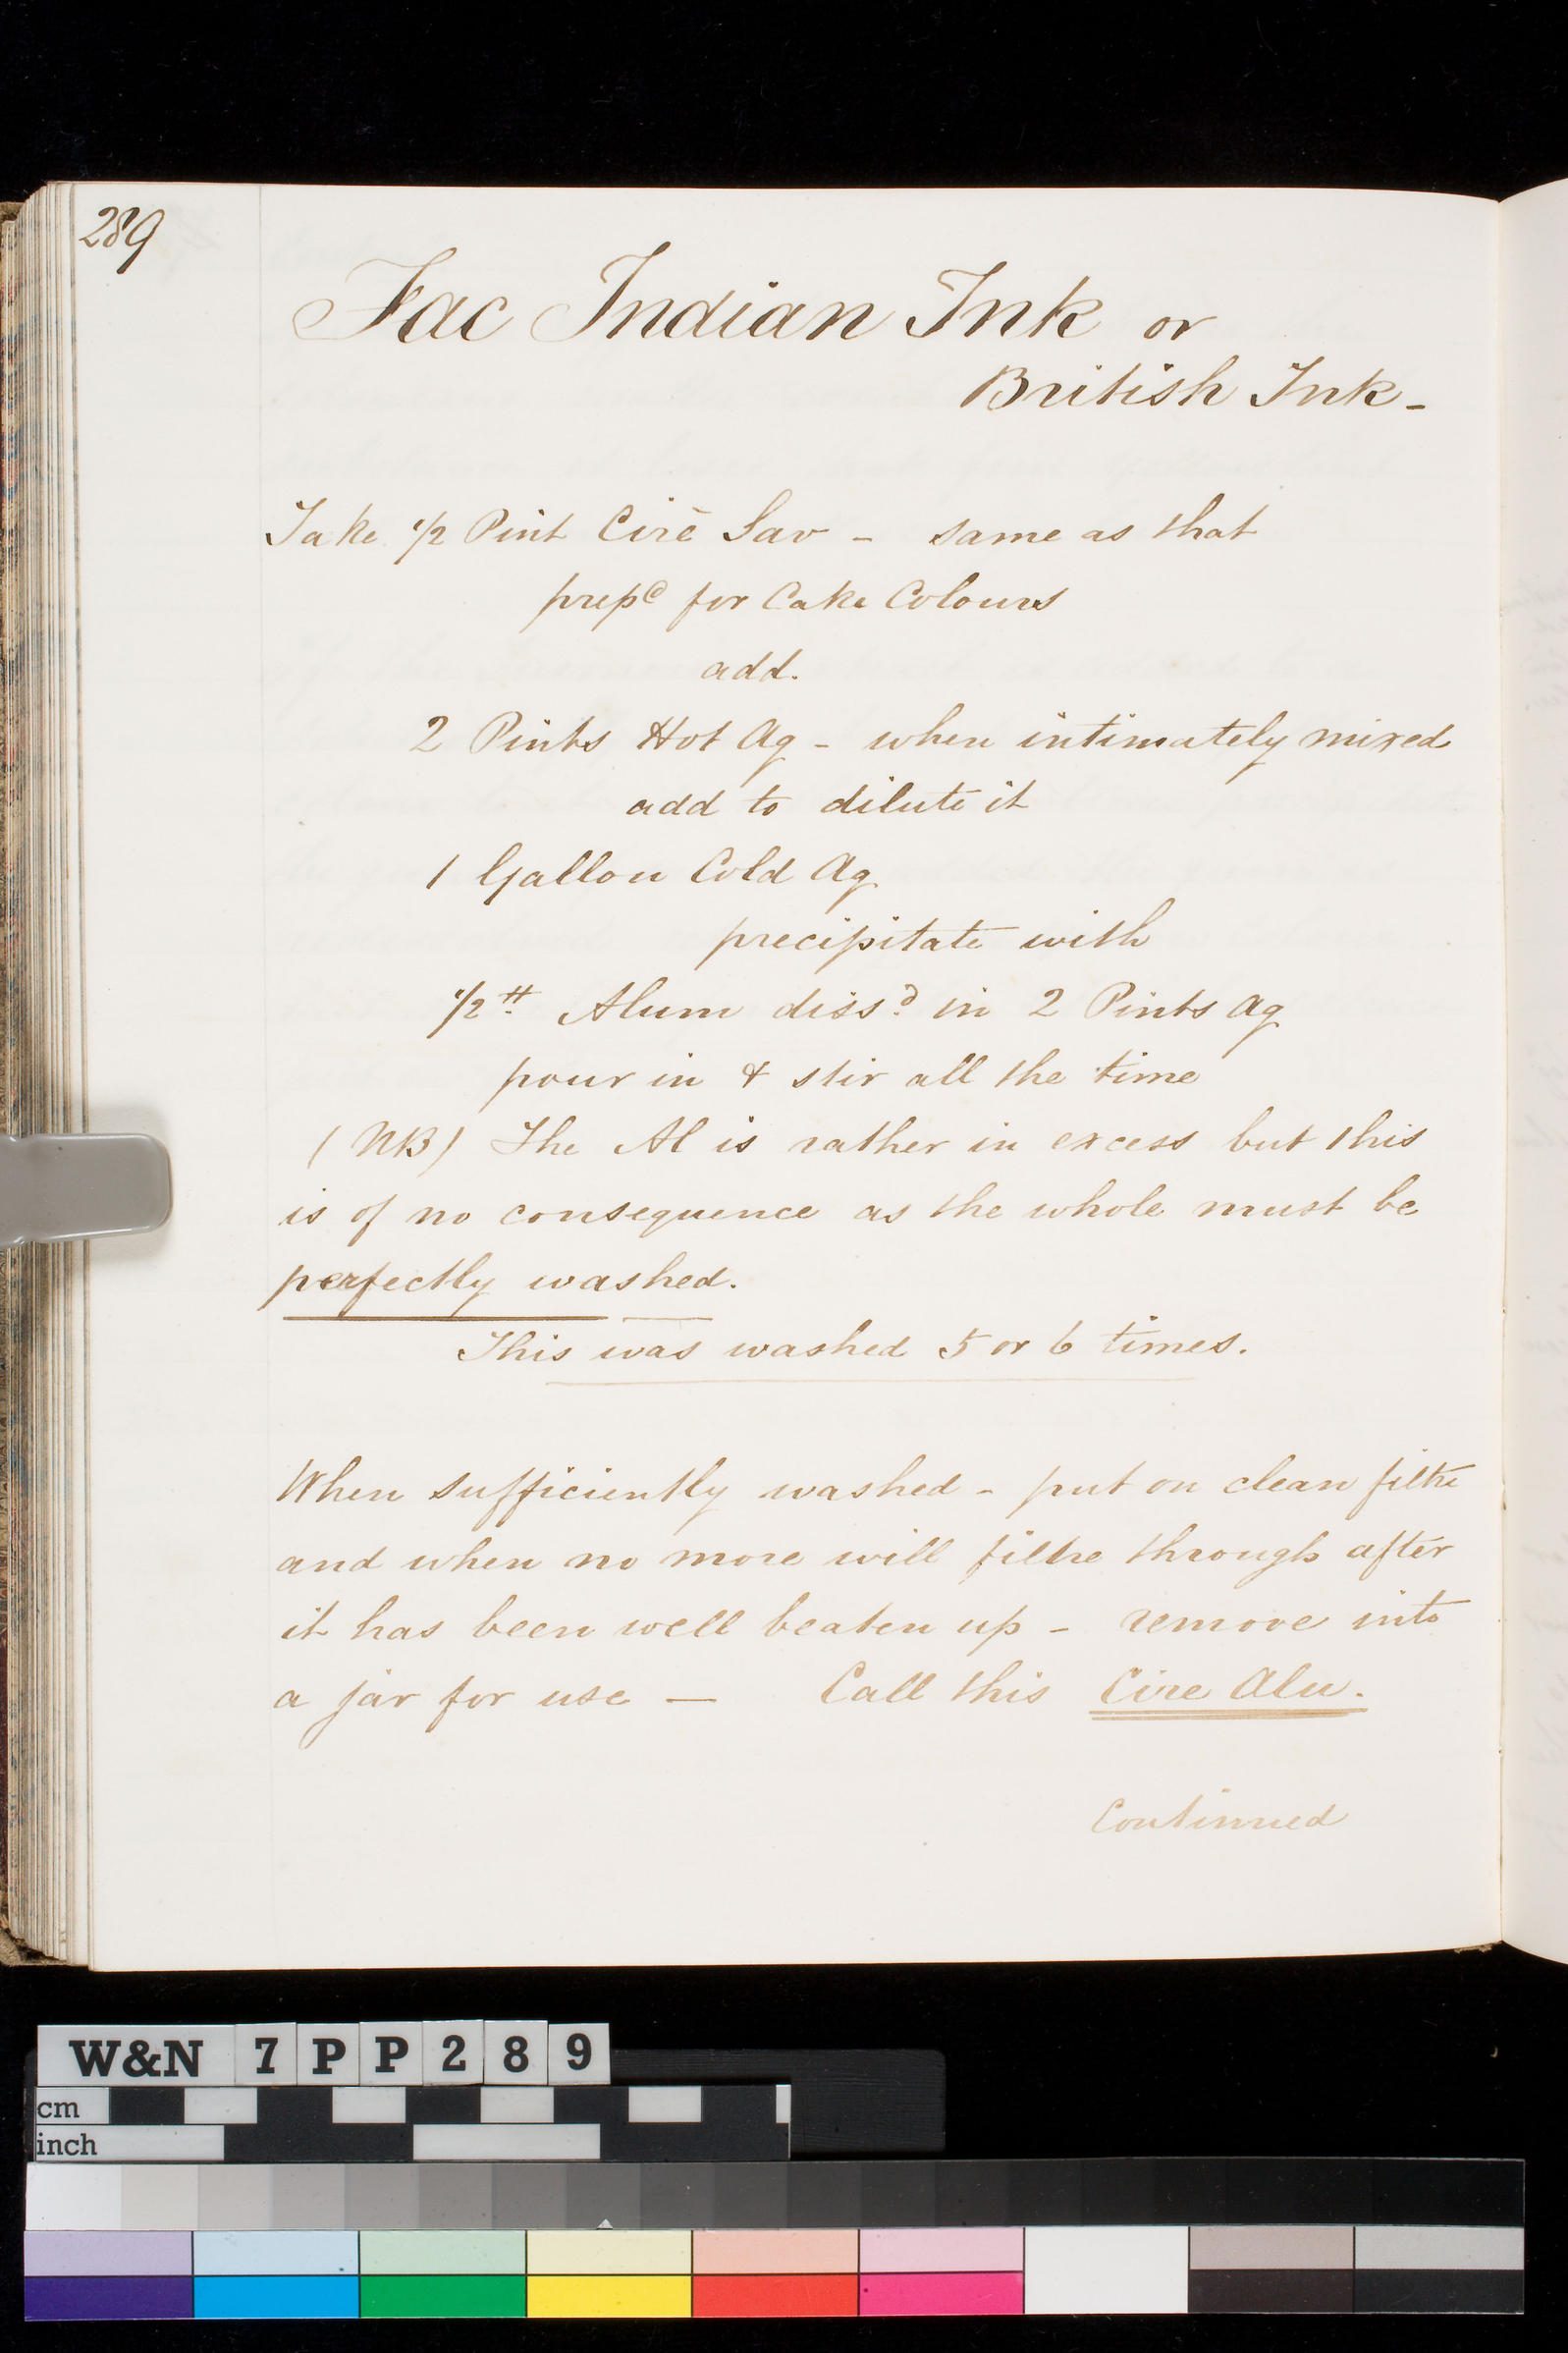 289
Fac Indian Ink or
British Ink -
Take 1/2 Pint Cirē Sav - same as that
prepd for Cake Colours
add.
2 Pints Hot Aq - when intimately mixed
add to dilute it
1 Gallon Cold Aq
precipitate with
1/2 ℔ Alum dissd in 2 Pints Aq
pour in & stir all the time
(NB) The Al is rather in excess but this
is of no consequence as the whole must be
perfectly washed.
This was washed 5 or 6 times.
When sufficiently washed - put on clean filtre
and when no more will filtre through after
it has been well beaten up - remove into
a jar for use — Call this Cire Alu.
Continued
W&N 7PP289
cm
inch